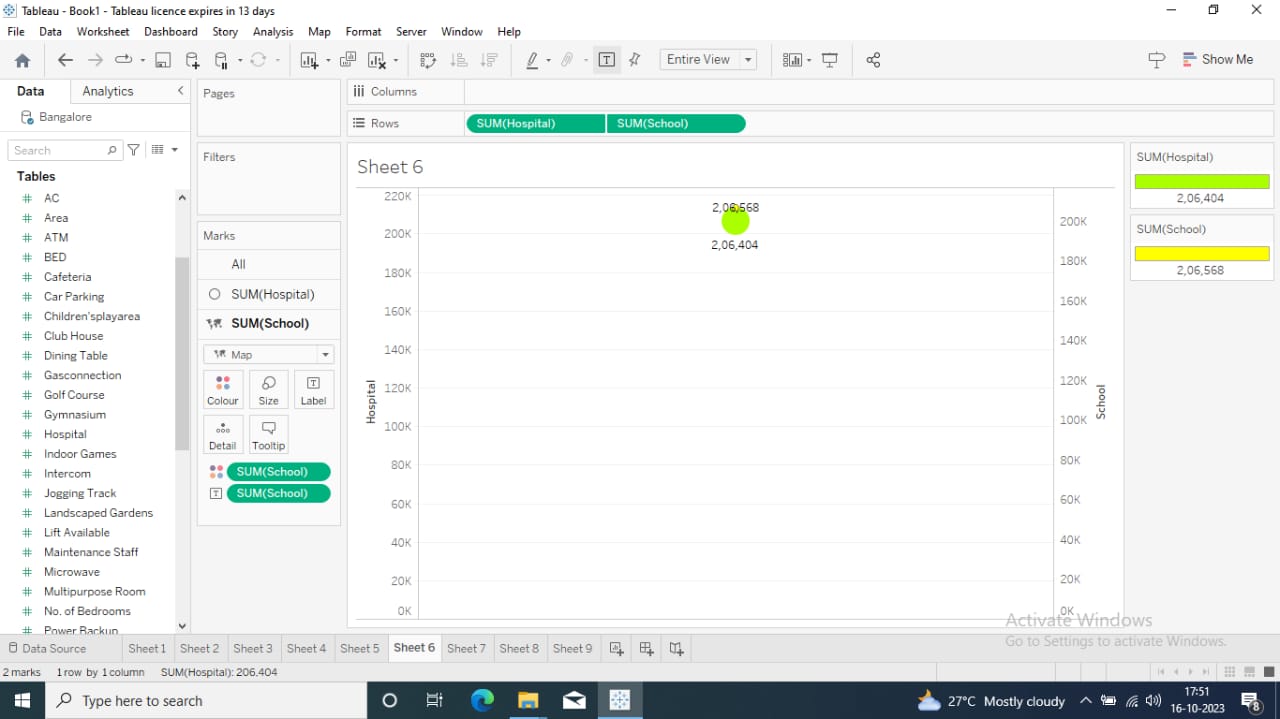 Tableau - Book1 - Tableau licence expires in 13 days
File Data Worksheet Dashboard Story Analysis Map Format Server Window Help
Entire View
Show Me
Data Analytics
Bangalore
Search
Tables
AC
Area
ATM
BED
Cafeteria
Car Parking
Children'splayarea
Club House
Dining Table
Gasconnection
Golf Course
Gymnasium
Hospital
Indoor Games
Intercom
Jogging Track
Landscaped Gardens
Lift Available
Maintenance Staff
Microwave
Multipurpose Room
No. of Bedrooms
Power Backup
Pages
Filters
Marks
All
SUM(Hospital)
SUM(School)
Map
Colour Size Label
Detail Tooltip
SUM(School)
SUM(School)
Columns
Rows SUM(Hospital) SUM(School)
Sheet 6
220K
200K
180K
160K
140K
120K
100K
80K
60K
40K
20K
0K
Hospital
2,06,568
2,06,404
200K
180K
160K
140K
120K
100K
80K
60K
40K
20K
0K
School
SUM(Hospital)
2,06,404
SUM(School)
2,06,568
Activate Windows
Go to Settings to activate Windows.
Data Source Sheet 1 Sheet 2 Sheet 3 Sheet 4 Sheet 5 Sheet 6 Sheet 7 Sheet 8 Sheet 9
2 marks 1 row by 1 column SUM(Hospital): 206,404
Type here to search
27°C Mostly cloudy
17:51
16-10-2023
8